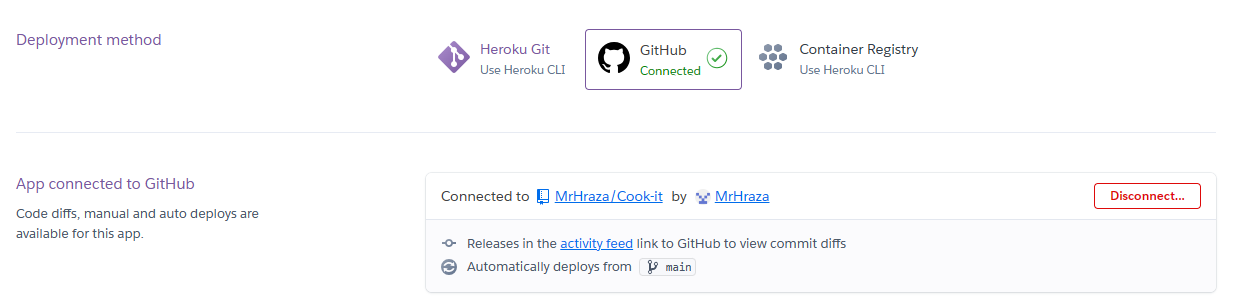 Deployment method
Heroku Git
Use Heroku CLI
GitHub
Connected
Container Registry
Use Heroku CLI
App connected to GitHub
Code diffs, manual and auto deploys are
available for this app.
Connected to MrHraza/Cook-it by MrHraza
Disconnect...
Releases in the activity feed link to GitHub to view commit diffs
Automatically deploys from main